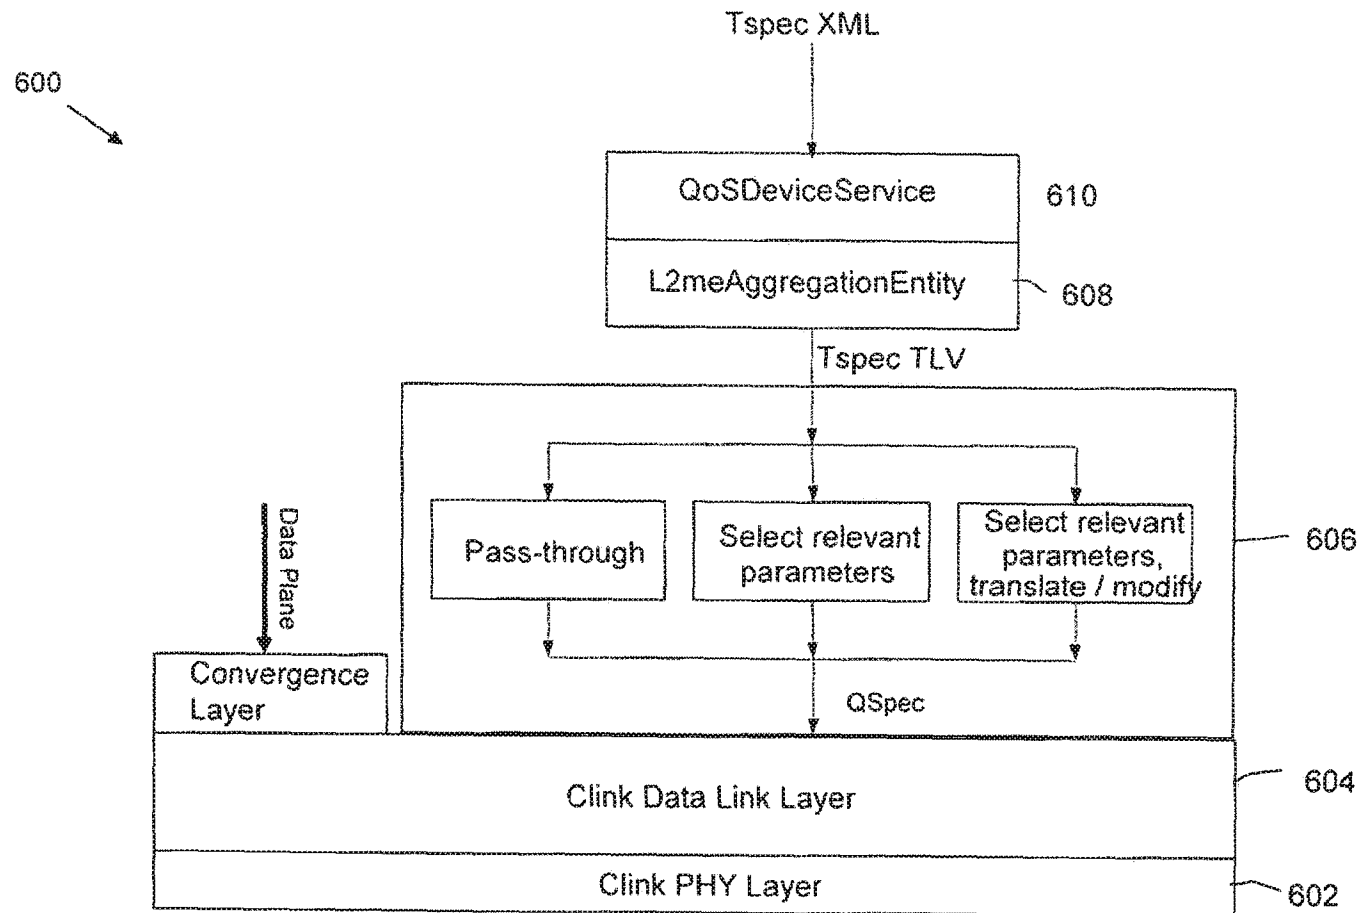 Tspec XML
600
QoSDeviceService
610
L2meAggregationEntity
608
Tspec TLV
Data Plane
Pass-through
Select relevant
parameters
Select relevant
parameters,
translate / modify
606
Convergence
Layer
QSpec
Clink Data Link Layer
604
Clink PHY Layer
602